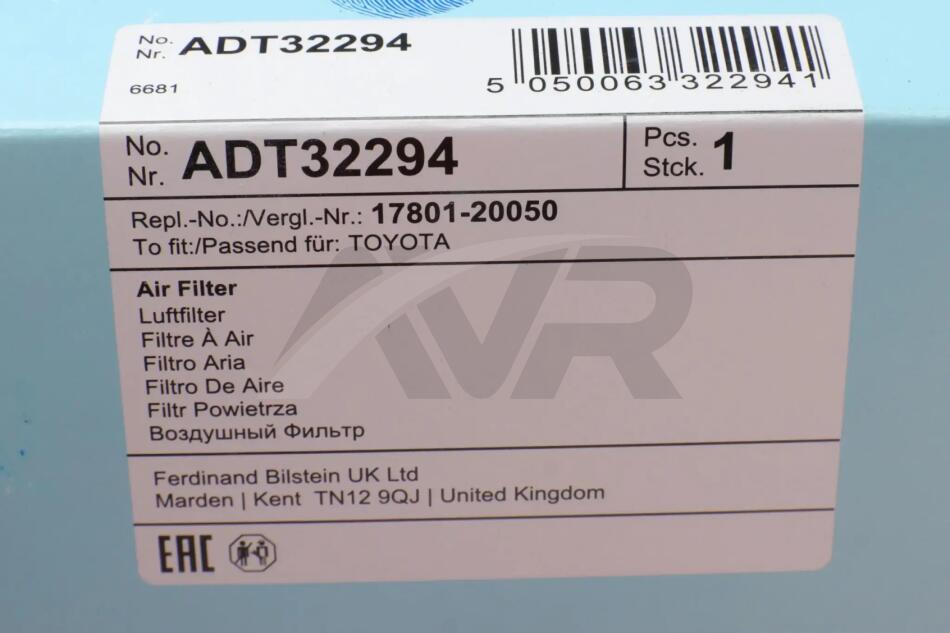 No.
Nr. ADT32294
6681
5 050063 322941
No.
Nr. ADT32294
Pcs.
Stck. 1
Repl.-No.:/Vergl.-Nr.: 17801-20050
To fit:/Passend für: TOYOTA
Air Filter
Luftfilter
Filtre À Air
Filtro Aria
Filtro De Aire
Filtr Powietrza
Воздушный Фильтр
AVR
Ferdinand Bilstein UK Ltd
Marden | Kent TN12 9QJ | United Kingdom
EAC